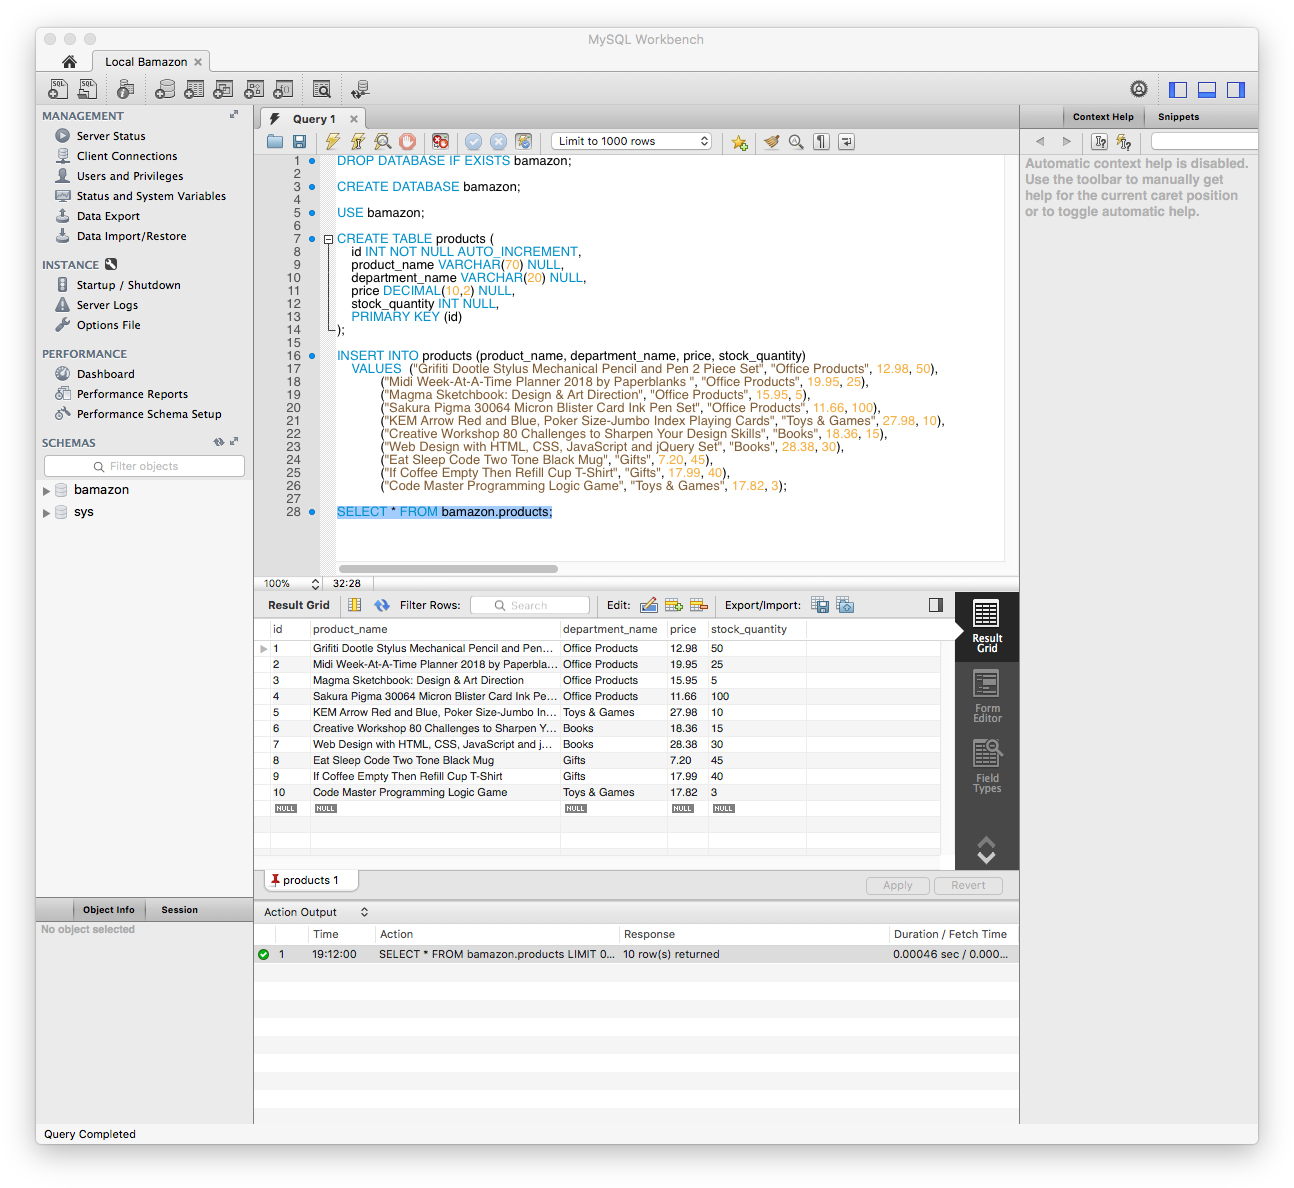 MySQL Workbench
Local Bamazon
MANAGEMENT
Server Status
Client Connections
Users and Privileges
Status and System Variables
Data Export
Data Import/Restore
INSTANCE
Startup / Shutdown
Server Logs
Options File
PERFORMANCE
Dashboard
Performance Reports
Performance Schema Setup
SCHEMAS
Filter objects
bamazon
sys
Object Info Session
No object selected
Query 1
Limit to 1000 rows
1 DROP DATABASE IF EXISTS bamazon;
2
3 CREATE DATABASE bamazon;
4
5 USE bamazon;
6
7 CREATE TABLE products (
8 id INT NOT NULL AUTO_INCREMENT,
9 product_name VARCHAR(70) NULL,
10 department_name VARCHAR(20) NULL,
11 price DECIMAL(10,2) NULL,
12 stock_quantity INT NULL,
13 PRIMARY KEY (id)
14 );
15
16 INSERT INTO products (product_name, department_name, price, stock_quantity)
17 VALUES ("Grifiti Dootle Stylus Mechanical Pencil and Pen 2 Piece Set", "Office Products", 12.98, 50),
18 ("Midi Week-At-A-Time Planner 2018 by Paperblanks ", "Office Products", 19.95, 25),
19 ("Magma Sketchbook: Design & Art Direction", "Office Products", 15.95, 5),
20 ("Sakura Pigma 30064 Micron Blister Card Ink Pen Set", "Office Products", 11.66, 100),
21 ("KEM Arrow Red and Blue, Poker Size-Jumbo Index Playing Cards", "Toys & Games", 27.98, 10),
22 ("Creative Workshop 80 Challenges to Sharpen Your Design Skills", "Books", 18.36, 15),
23 ("Web Design with HTML, CSS, JavaScript and jQuery Set", "Books", 28.38, 30),
24 ("Eat Sleep Code Two Tone Black Mug", "Gifts", 7.20, 45),
25 ("If Coffee Empty Then Refill Cup T-Shirt", "Gifts", 17.99, 40),
26 ("Code Master Programming Logic Game", "Toys & Games", 17.82, 3);
27
28 SELECT * FROM bamazon.products;
100% 32:28
Result Grid Filter Rows: Search Edit: Export/Import:
id product_name department_name price stock_quantity
1 Grifiti Dootle Stylus Mechanical Pencil and Pen... Office Products 12.98 50
2 Midi Week-At-A-Time Planner 2018 by Paperbla... Office Products 19.95 25
3 Magma Sketchbook: Design & Art Direction Office Products 15.95 5
4 Sakura Pigma 30064 Micron Blister Card Ink Pe... Office Products 11.66 100
5 KEM Arrow Red and Blue, Poker Size-Jumbo In... Toys & Games 27.98 10
6 Creative Workshop 80 Challenges to Sharpen Y... Books 18.36 15
7 Web Design with HTML, CSS, JavaScript and j... Books 28.38 30
8 Eat Sleep Code Two Tone Black Mug Gifts 7.20 45
9 If Coffee Empty Then Refill Cup T-Shirt Gifts 17.99 40
10 Code Master Programming Logic Game Toys & Games 17.82 3
NULL NULL NULL NULL NULL
Result
Grid
Form
Editor
Field
Types
products 1
Apply Revert
Action Output
Time Action Response Duration / Fetch Time
1 19:12:00 SELECT * FROM bamazon.products LIMIT 0... 10 row(s) returned 0.00046 sec / 0.000...
Context Help Snippets
Automatic context help is disabled.
Use the toolbar to manually get
help for the current caret position
or to toggle automatic help.
Query Completed